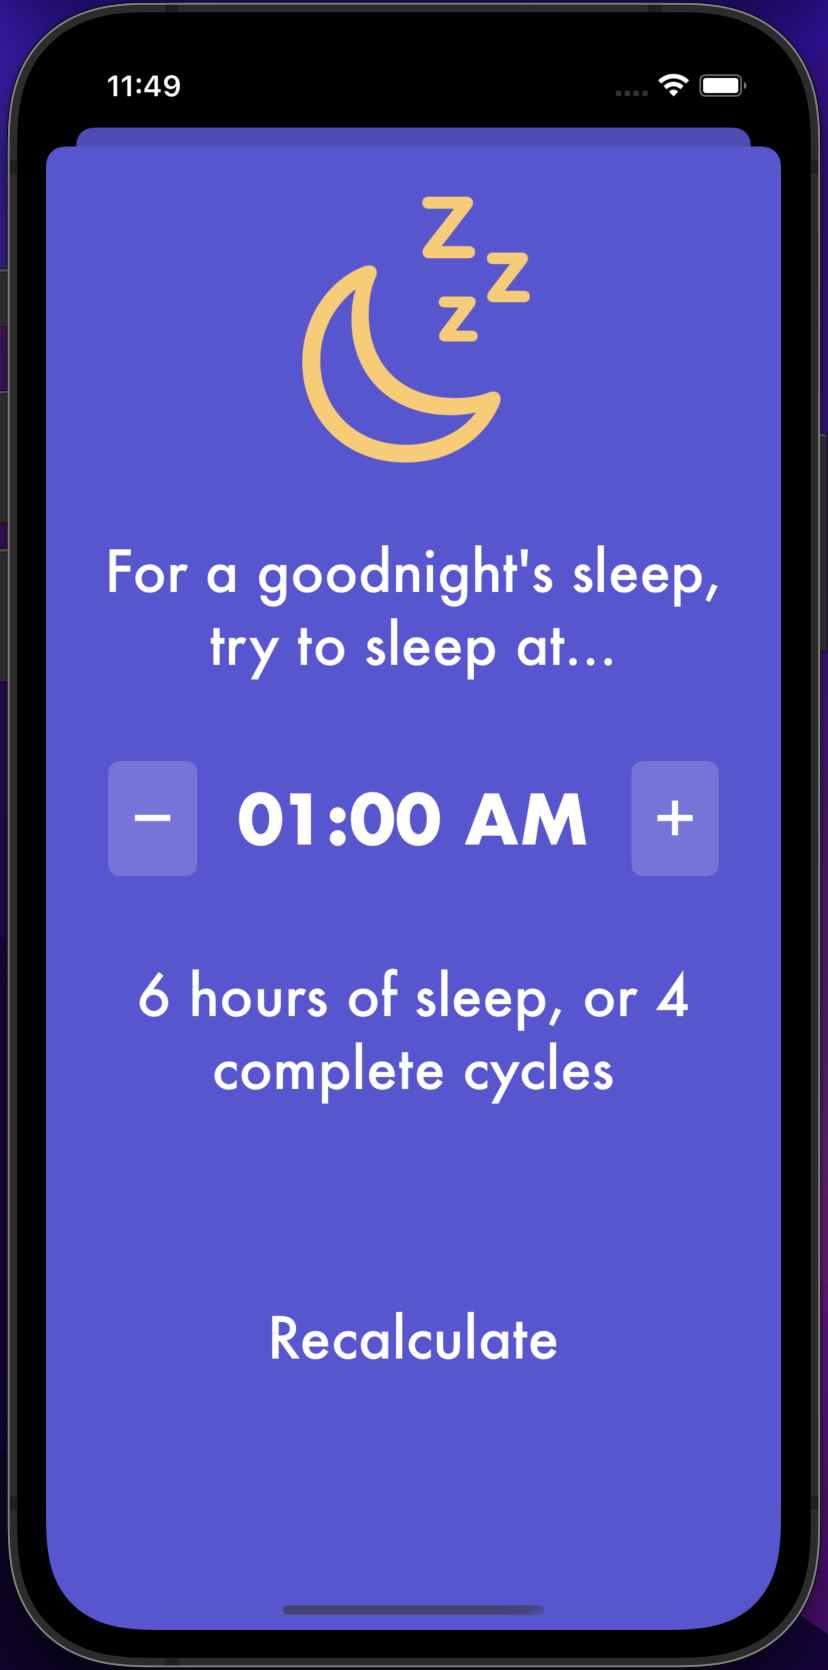 11:49
Z
Z
Z
For a goodnight's sleep,
try to sleep at...
− 01:00 AM +
6 hours of sleep, or 4
complete cycles
Recalculate